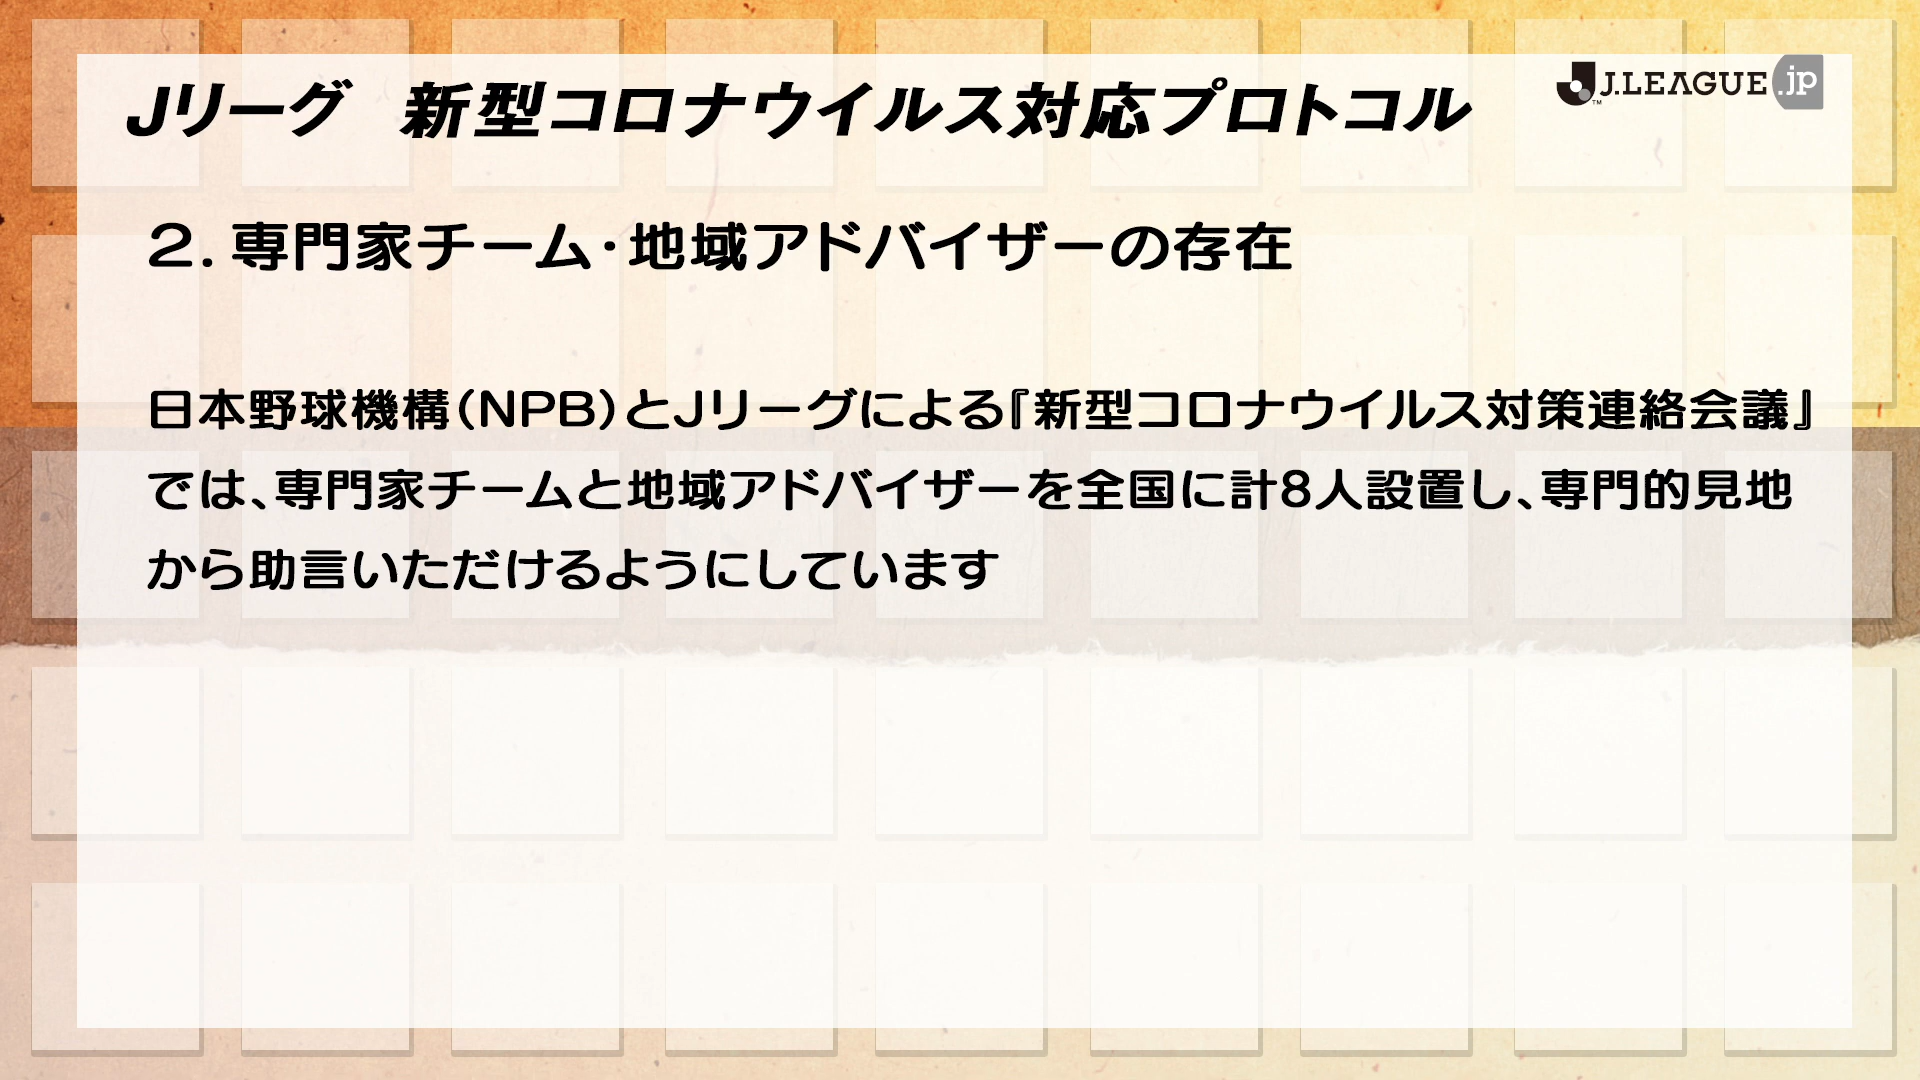 Jリーグ 新型コロナウイルス対応プロトコル
J.LEAGUE.jp
TM
2. 専門家チーム・地域アドバイザーの存在
日本野球機構(NPB)とJリーグによる『新型コロナウイルス対策連絡会議』
では、専門家チームと地域アドバイザーを全国に計8人設置し、専門的見地
から助言いただけるようにしています